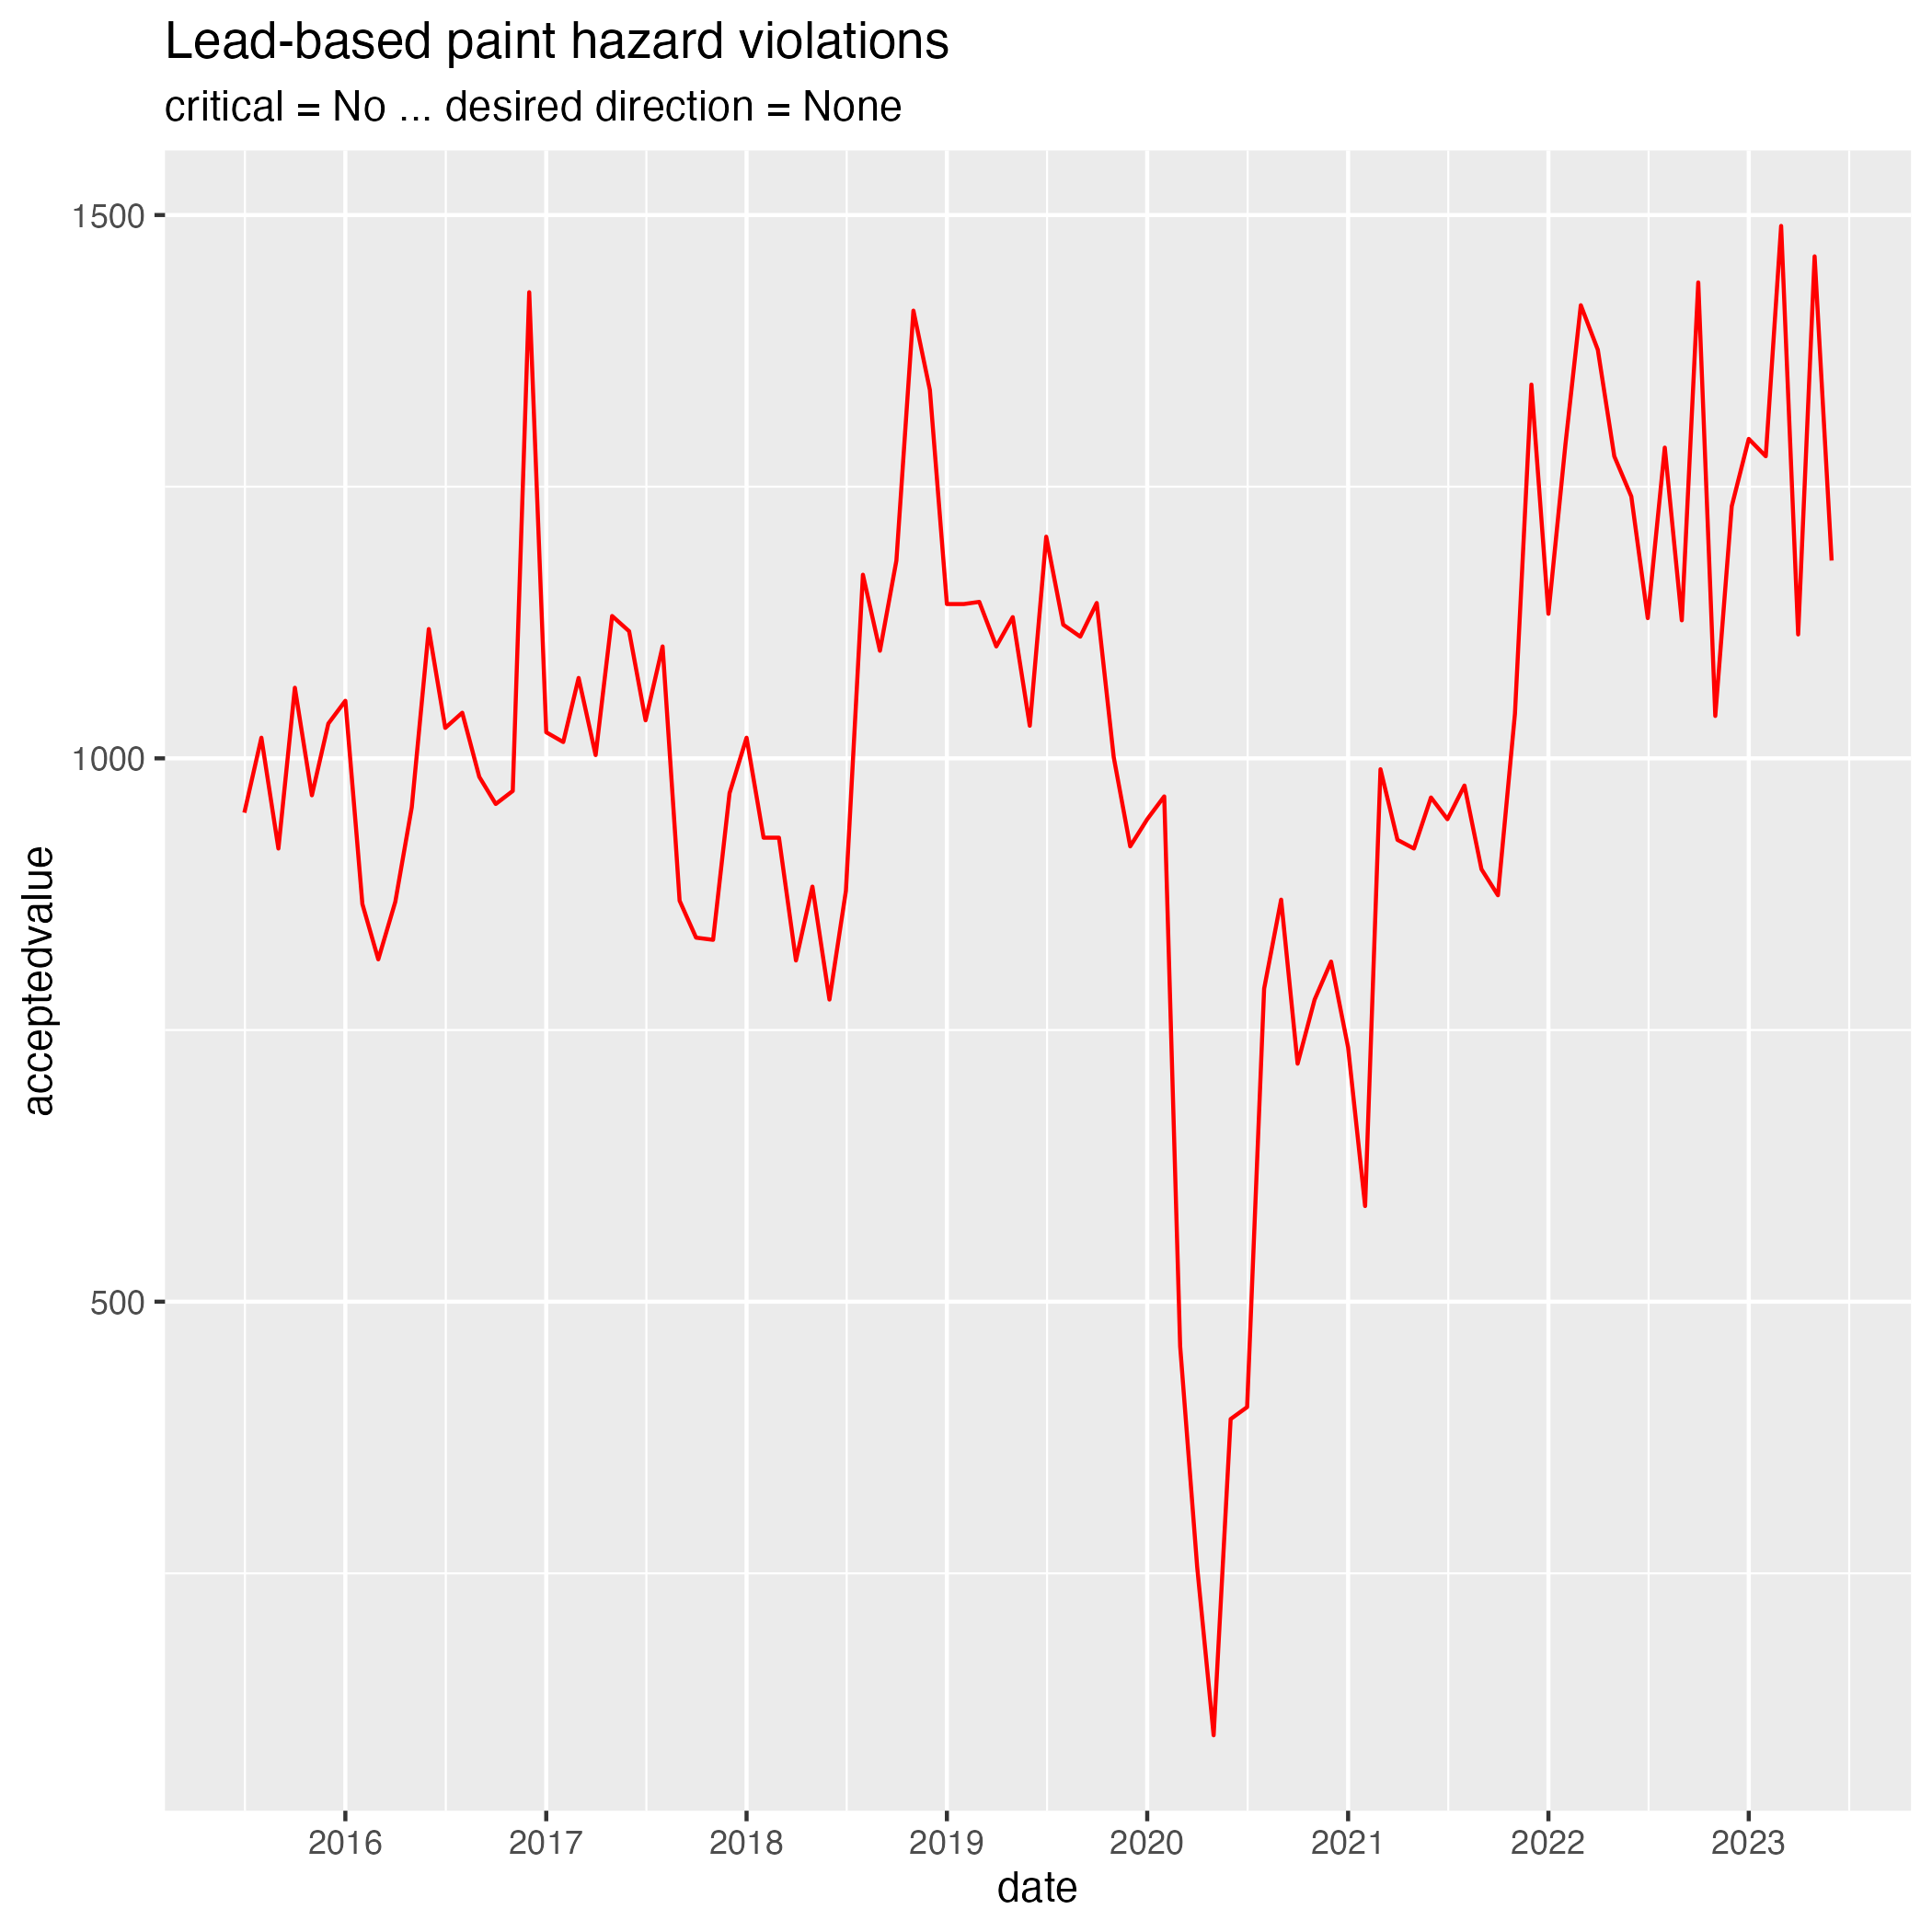 Lead-based paint hazard violations
critical = No ... desired direction = None
acceptedvalue
1500
1000
500
2016 2017 2018 2019 2020 2021 2022 2023
date